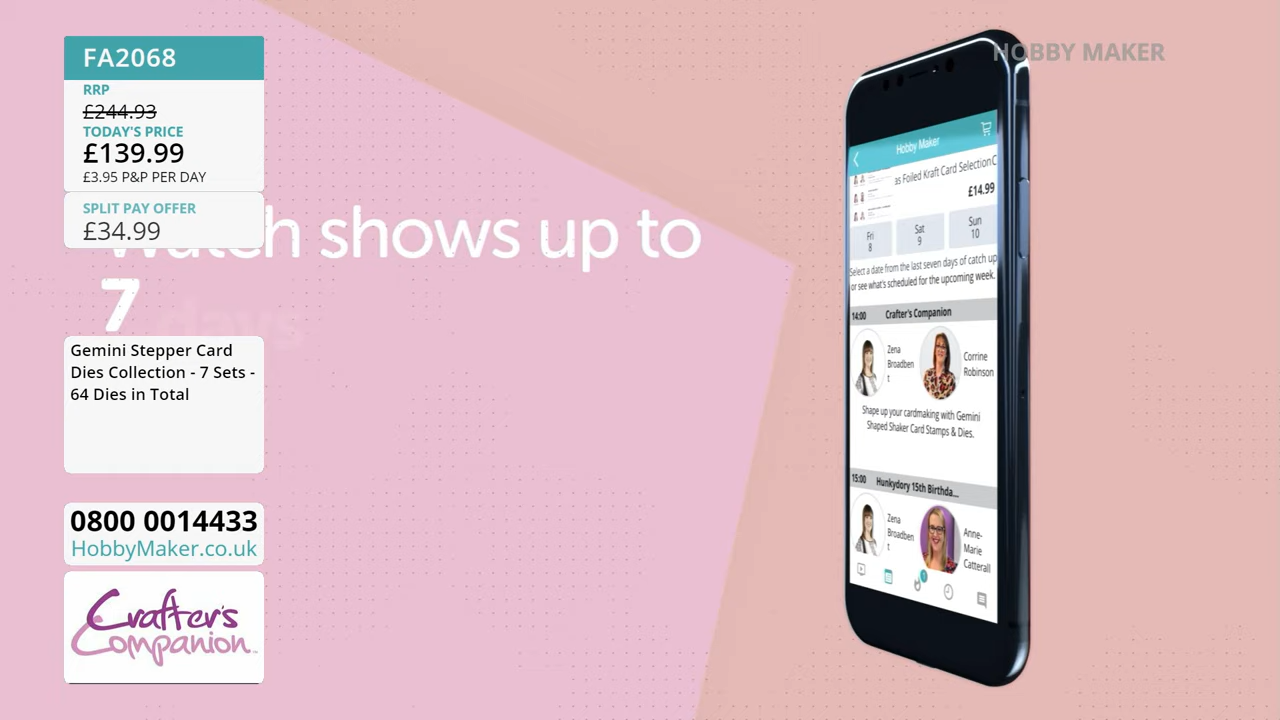 FA2068
RRP
£244.93
TODAY'S PRICE
£139.99
£3.95 P&P PER DAY
SPLIT PAY OFFER
£34.99
Watch shows up to
7 days
Gemini Stepper Card
Dies Collection - 7 Sets -
64 Dies in Total
0800 0014433
HobbyMaker.co.uk
Crafter's
Companion
HOBBY MAKER
Hobby Maker
as Foiled Kraft Card Selection C
£14.99
Fri
8
Sat
9
Sun
10
Select a date from the last seven days of catch up
or see what's scheduled for the upcoming week.
14:00 Crafter's Companion
Zena
Broadben
t
Corrine
Robinson
Shape up your cardmaking with Gemini
Shaped Shaker Card Stamps & Dies.
15:00 Hunkydory 15th Birthda...
Zena
Broadben
t
Anne-
Marie
Catterall
1